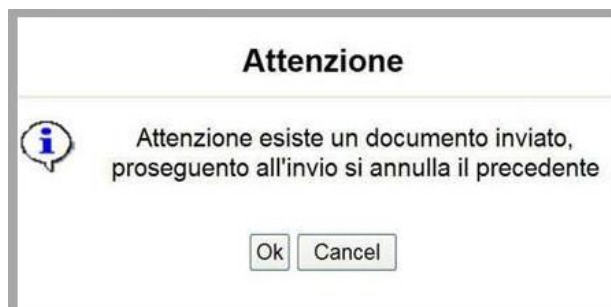 Attenzione
Attenzione esiste un documento inviato,
proseguento all'invio si annulla il precedente
Ok Cancel